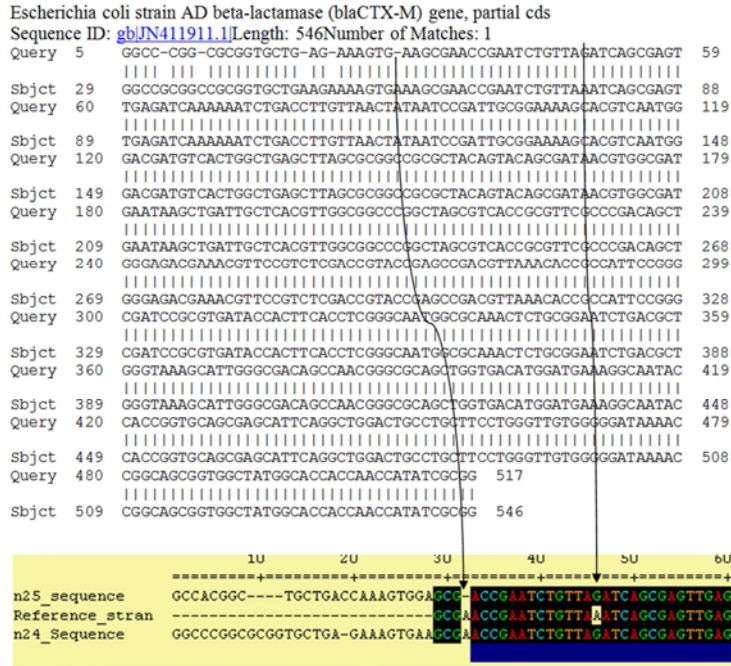 Escherichia coli strain AD beta-lactamase (blaCTX-M) gene, partial cds
Sequence ID: gb|JN411911.1|Length: 546Number of Matches: 1
Query 5 GGCC-CGG-CGCGGTGCTG-AG-AAAGTG-AAGCGAACCGAATCTGTTAGATCAGCGAGT 59
Sbjct 29 GGCCGCGGCCGCGGTGCTGAAGAAAAGTGAAAGCGAACCGAATCTGTTAAATCAGCGAGT 88
Query 60 TGAGATCAAAAAATCTGACCTTGTTAACTATAATCCGATTGCGGAAAAGCACGTCAATGG 119
Sbjct 89 TGAGATCAAAAAATCTGACCTTGTTAACTATAATCCGATTGCGGAAAAGCACGTCAATGG 148
Query 120 GACGATGTCACTGGCTGAGCTTAGCGCGGCCGCGCTACAGTACAGCGATAACGTGGCGAT 179
Sbjct 149 GACGATGTCACTGGCTGAGCTTAGCGCGGCCGCGCTACAGTACAGCGATAACGTGGCGAT 208
Query 180 GAATAAGCTGATTGCTCACGTTGGCGGCCCGGCTAGCGTCACCGCGTTCGCCCGACAGCT 239
Sbjct 209 GAATAAGCTGATTGCTCACGTTGGCGGCCCGGCTAGCGTCACCGCGTTCGCCCGACAGCT 268
Query 240 GGGAGACGAAACGTTCCGTCTCGACCGTACCGAGCCGACGTTAAACACCGCCATTCCGGG 299
Sbjct 269 GGGAGACGAAACGTTCCGTCTCGACCGTACCGAGCCGACGTTAAACACCGCCATTCCGGG 328
Query 300 CGATCCGCGTGATACCACTTCACCTCGGGCAATGGCGCAAACTCTGCGGAATCTGACGCT 359
Sbjct 329 CGATCCGCGTGATACCACTTCACCTCGGGCAATGGCGCAAACTCTGCGGAATCTGACGCT 388
Query 360 GGGTAAAGCATTGGGCGACAGCCAACGGGCGCAGCTGGTGACATGGATGAAAGGCAATAC 419
Sbjct 389 GGGTAAAGCATTGGGCGACAGCCAACGGGCGCAGCTGGTGACATGGATGAAAGGCAATAC 448
Query 420 CACCGGTGCAGCGAGCATTCAGGCTGGACTGCCTGCTTCCTGGGTTGTGGGGGATAAAAC 479
Sbjct 449 CACCGGTGCAGCGAGCATTCAGGCTGGACTGCCTGCTTCCTGGGTTGTGGGGGATAAAAC 508
Query 480 CGGCAGCGGTGGCTATGGCACCACCAACCATATCGCGG 517
Sbjct 509 CGGCAGCGGTGGCTATGGCACCACCAACCATATCGCGG 546
10 20 30 40 50 60
n25_sequence GCCACGGC----TGCTGACCAAAGTGGAGCG-ACCGAATCTGTTAGATCAGCGAGTTGAG
Reference_stran ----------------------------GCGAACCGAATCTGTTAAATCAGCGAGTTGAG
n24_Sequence GGCCCGGCGCGGTGCTGA-GAAAGTGAAGCGAACCGAATCTGTTAGATCAGCGAGTTGAG